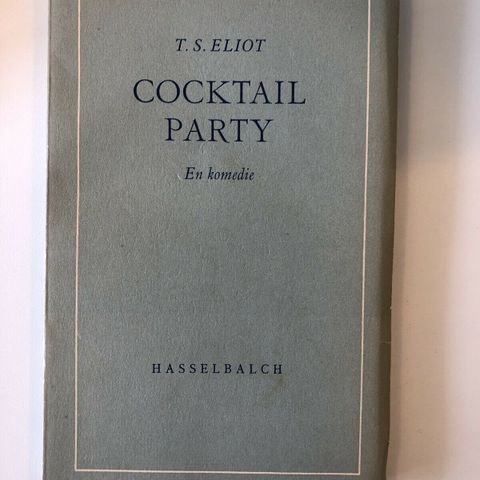 T. S. ELIOT
COCKTAIL
PARTY
En komedie
HASSELBALCH